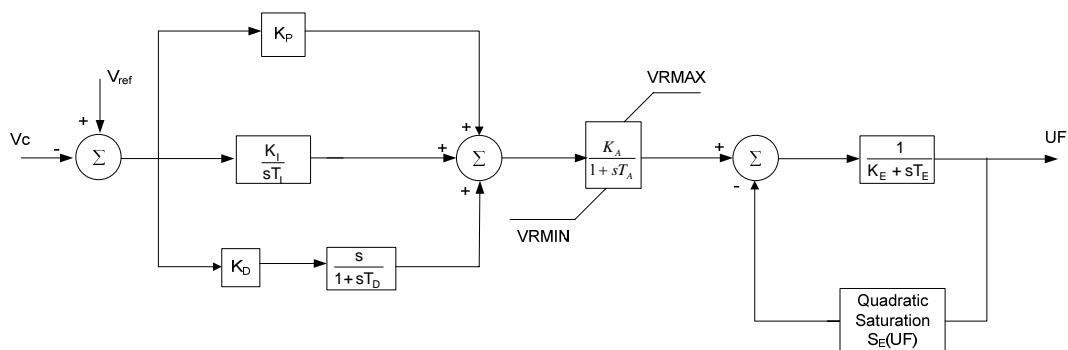 K_P
V_ref
VRMAX
Vc
+
-
Σ
K_I
sT_I
+
+
+
Σ
K_A
1 + sT_A
+
-
Σ
1
K_E + sT_E
UF
VRMIN
K_D
s
1+sT_D
Quadratic
Saturation
S_E(UF)